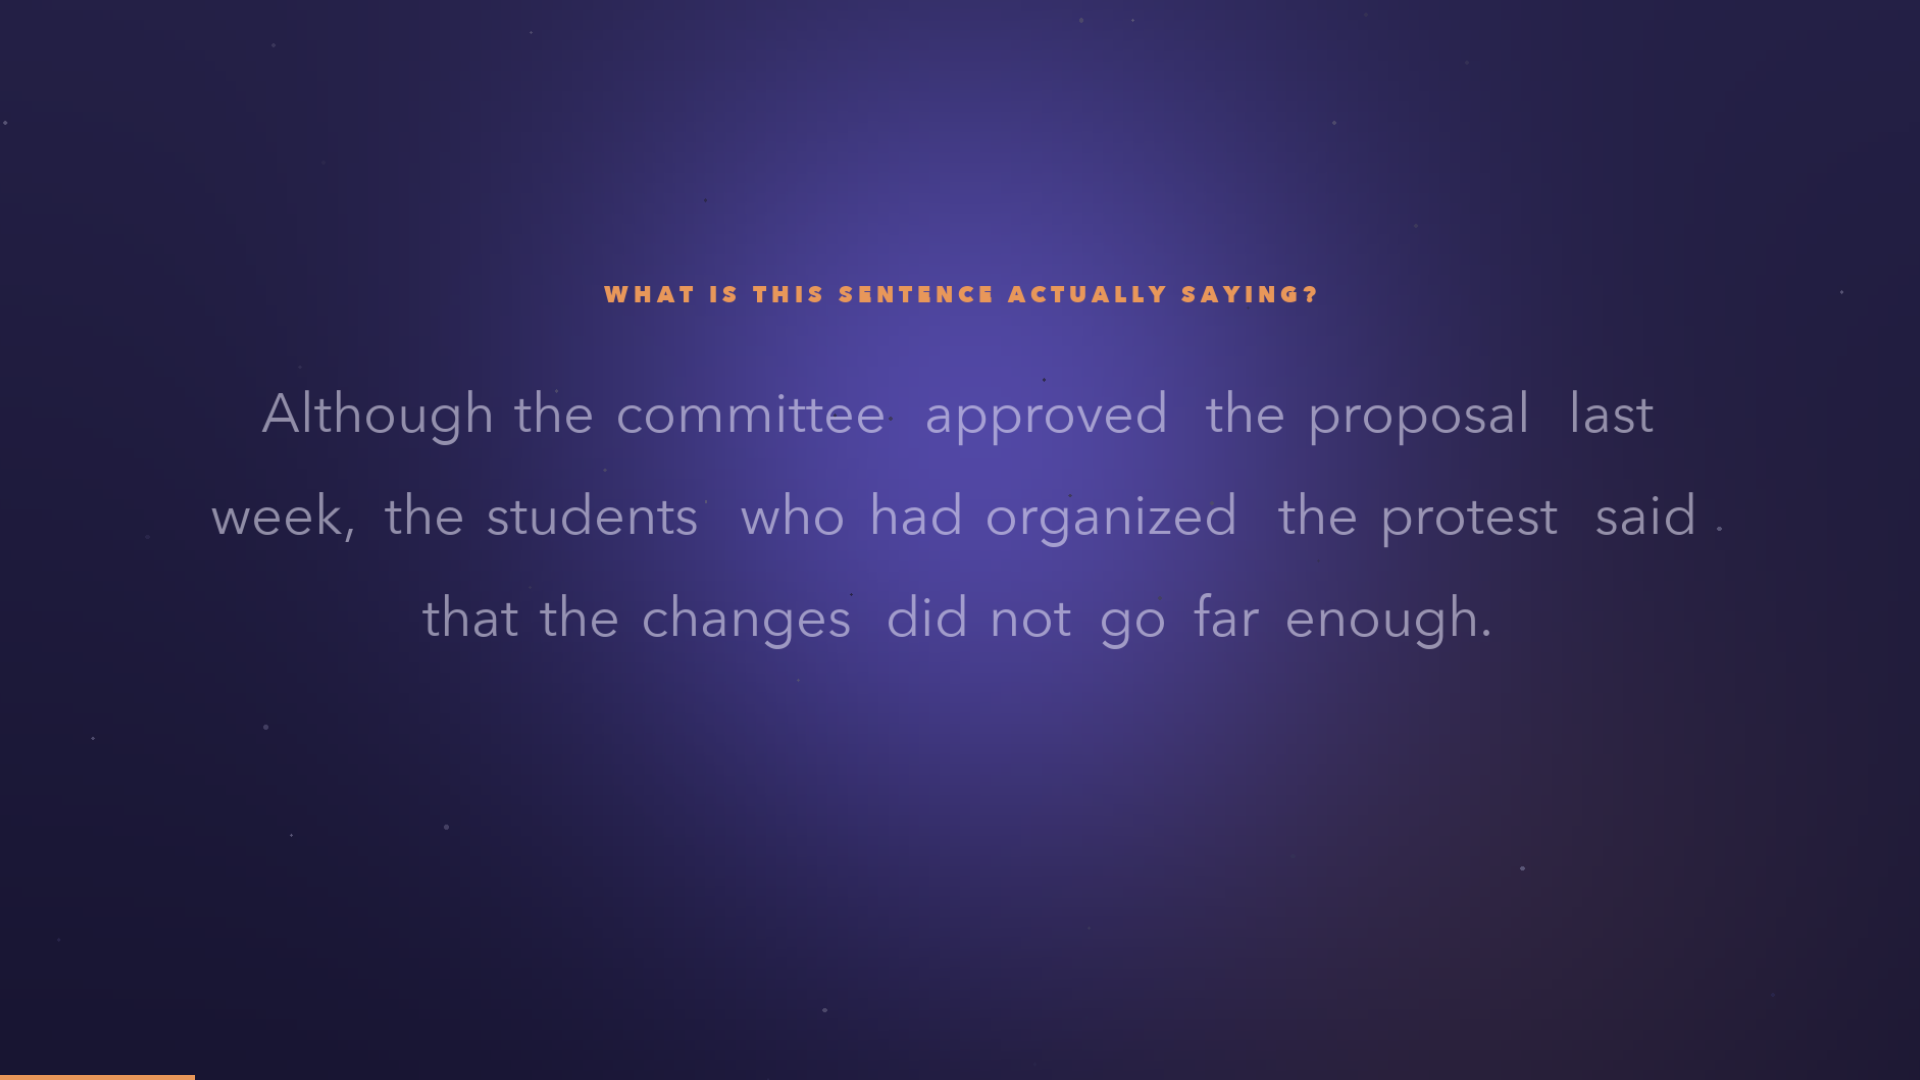 WHAT IS THIS SENTENCE ACTUALLY SAYING?
Although the committee approved the proposal last
week, the students who had organized the protest said
that the changes did not go far enough.